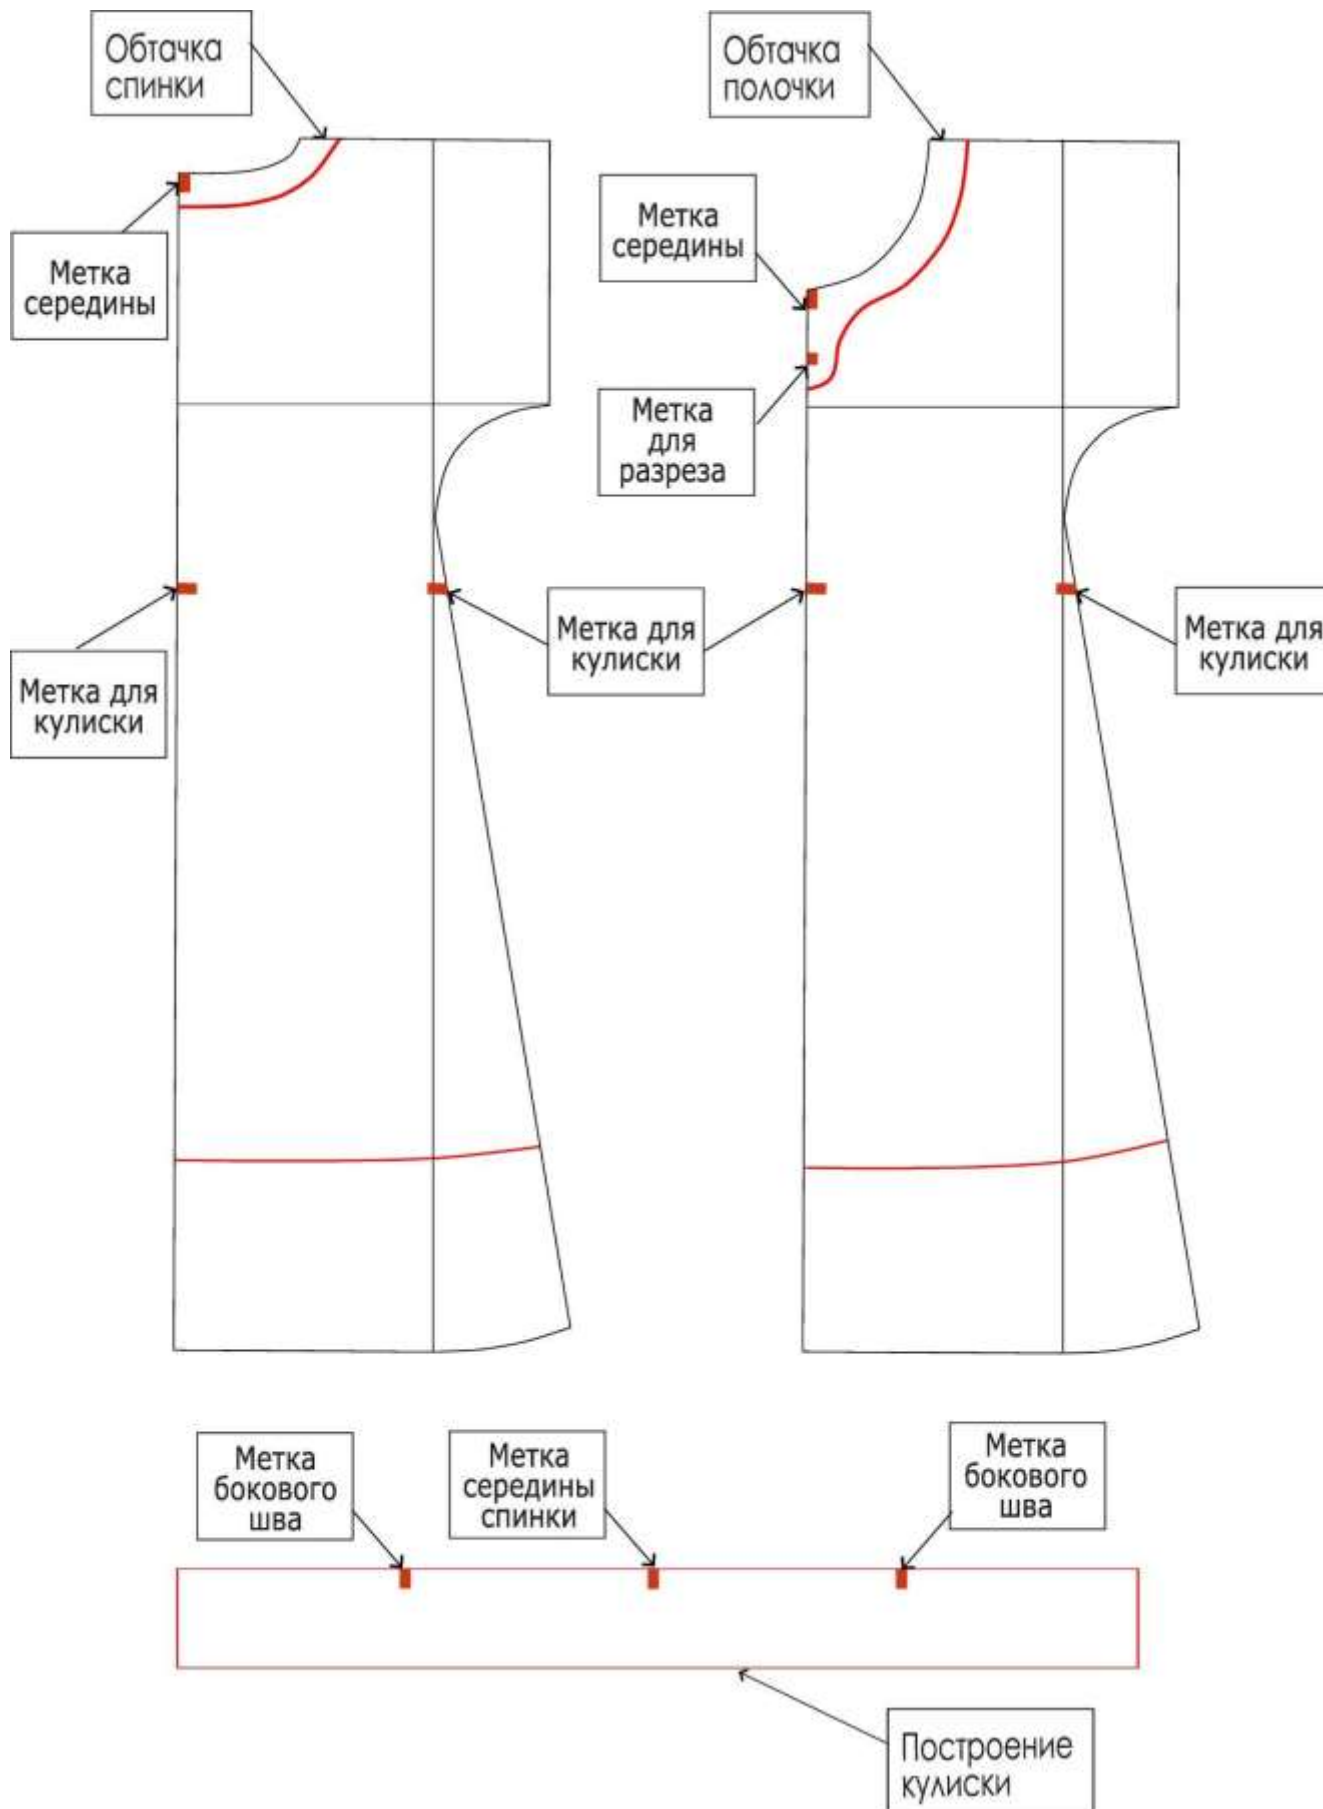 Обтачка
спинки
Обтачка
полочки
Метка
середины
Метка
середины
Метка
для
разреза
Метка для
кулиски
Метка для
кулиски
Метка для
кулиски
Метка
бокового
шва
Метка
середины
спинки
Метка
бокового
шва
Построение
кулиски